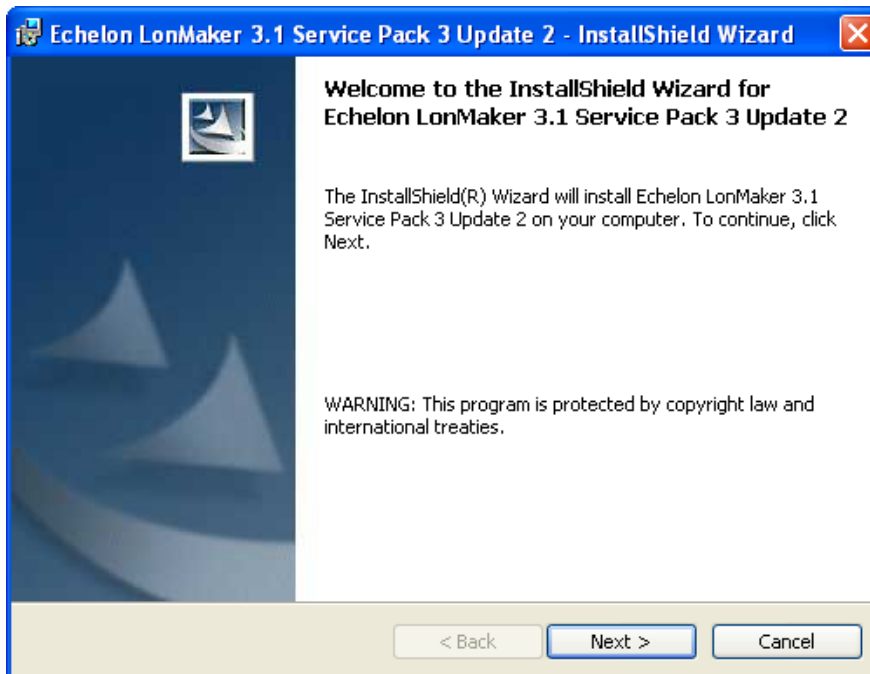 Echelon LonMaker 3.1 Service Pack 3 Update 2 - InstallShield Wizard
Welcome to the InstallShield Wizard for
Echelon LonMaker 3.1 Service Pack 3 Update 2
The InstallShield(R) Wizard will install Echelon LonMaker 3.1
Service Pack 3 Update 2 on your computer. To continue, click
Next.
WARNING: This program is protected by copyright law and
international treaties.
< Back
Next >
Cancel